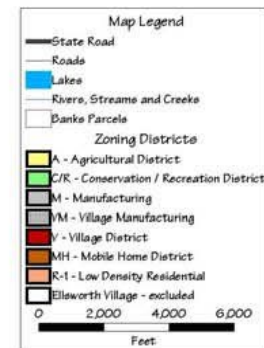 Map Legend
State Road
Roads
Lakes
Rivers, Streams and Creeks
Banks Parcels
Zoning Districts
A - Agricultural District
C/R - Conservation / Recreation District
M - Manufacturing
VM - Village Manufacturing
V - Village District
MH - Mobile Home District
R-1 - Low Density Residential
Ellsworth Village - excluded
0 2,000 4,000 6,000
Feet